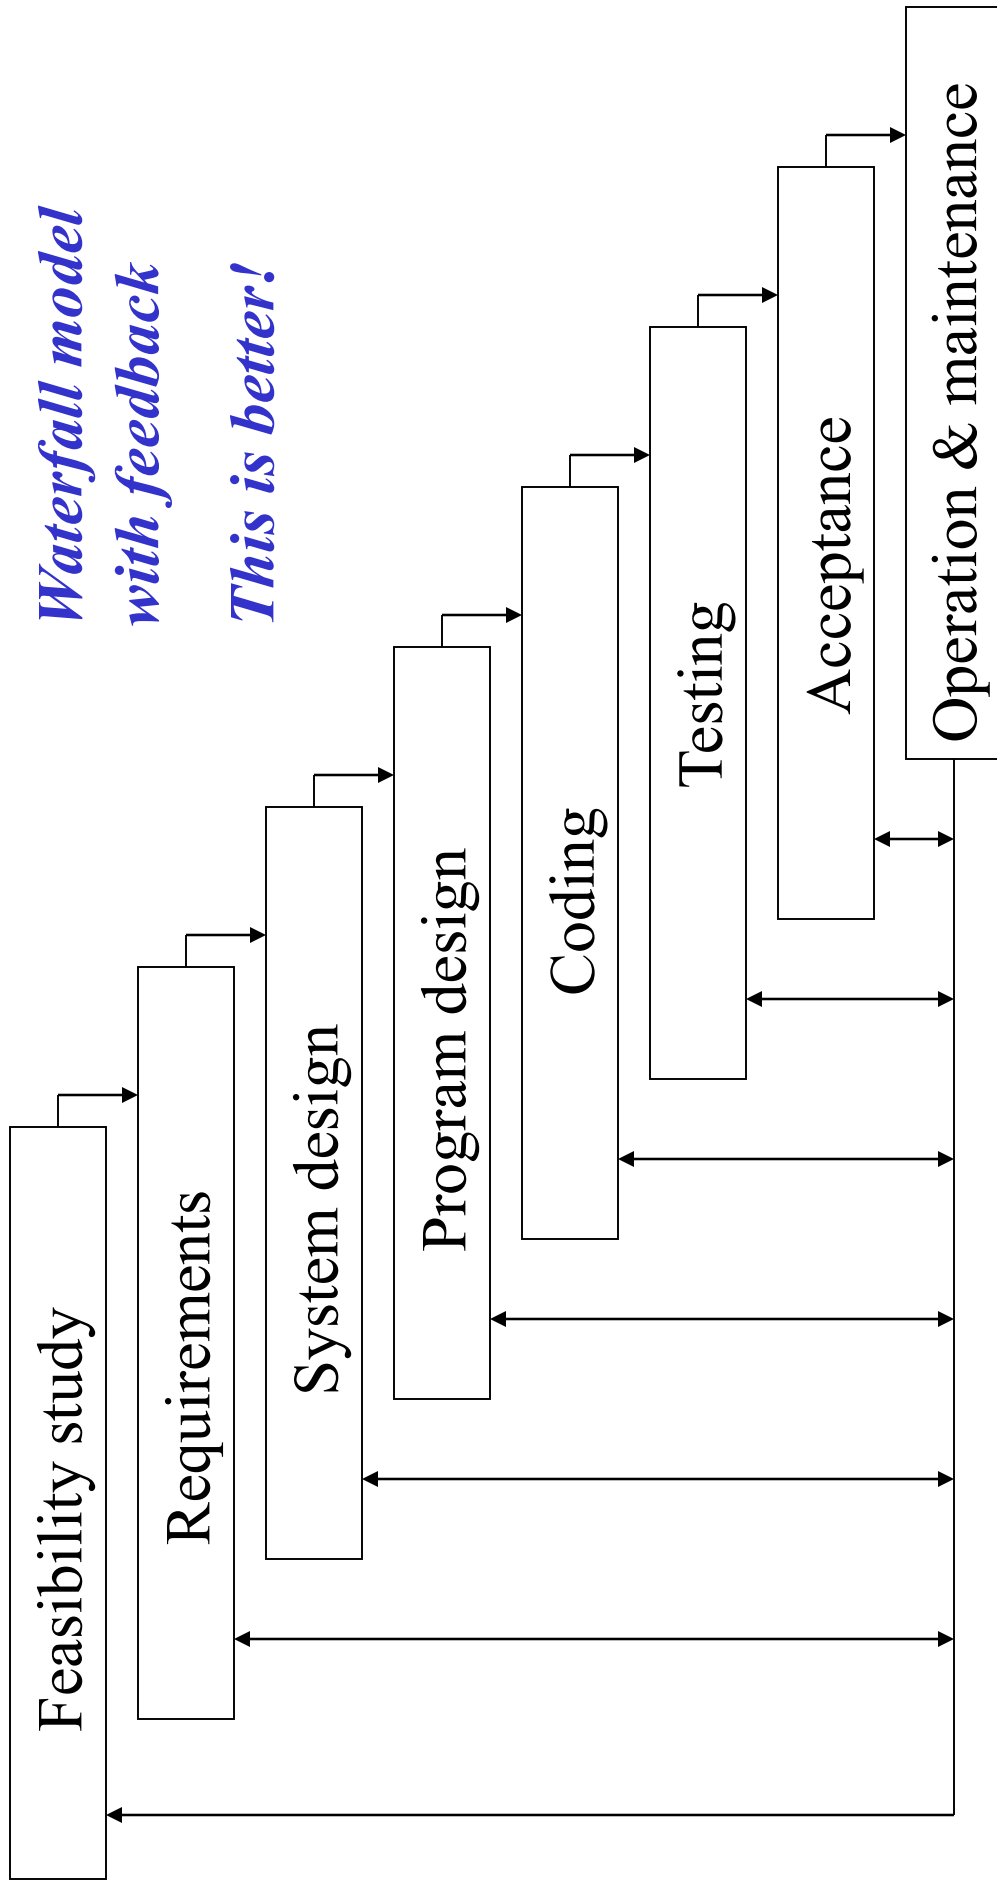 Waterfall model
with feedback
This is better!
Feasibility study
Requirements
System design
Program design
Coding
Testing
Acceptance
Operation & maintenance